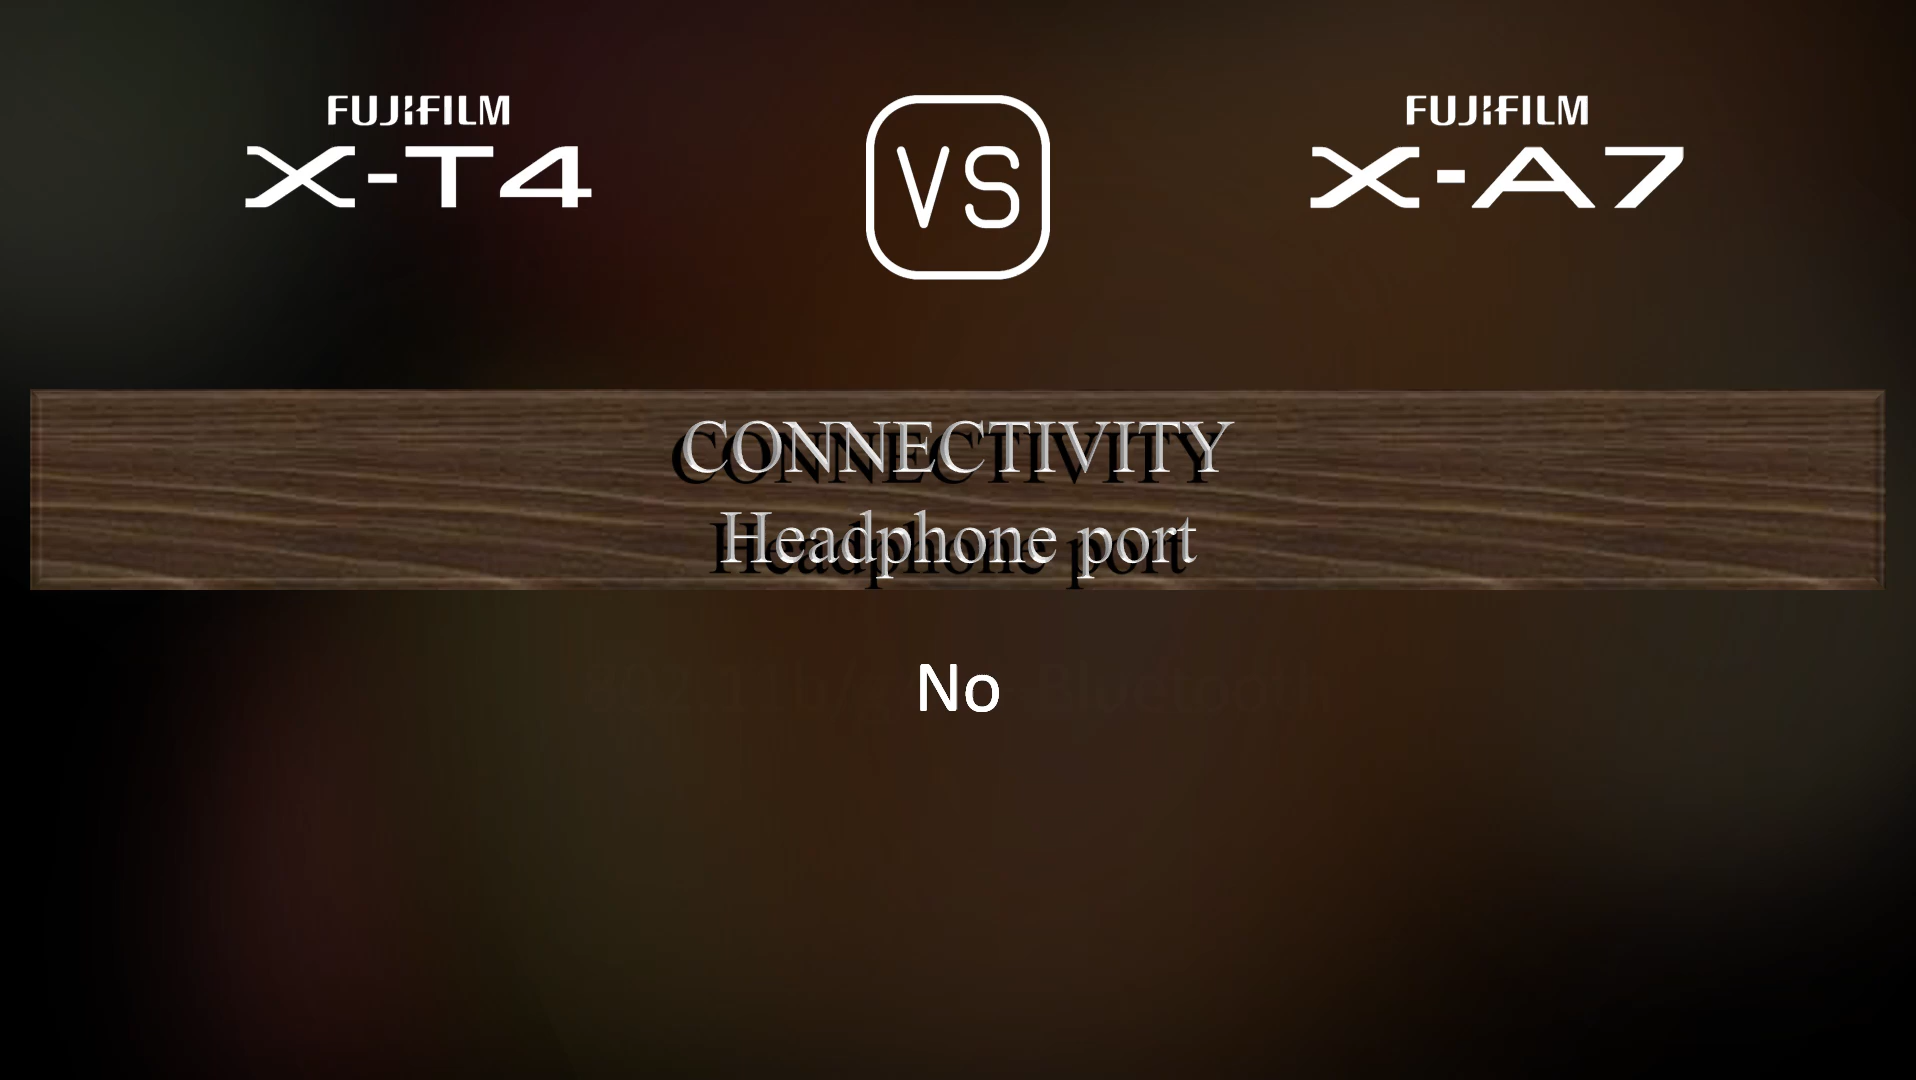 FUJIFILM
X-T4
VS
FUJIFILM
X-A7
CONNECTIVITY
Headphone port
No